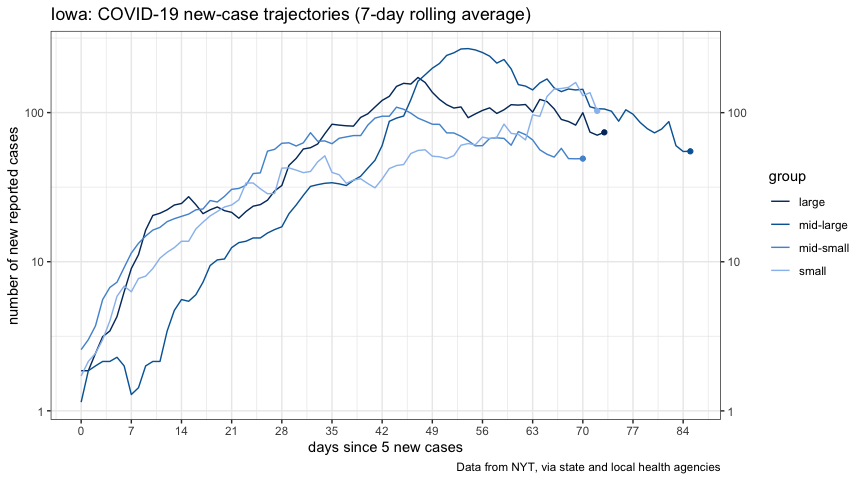 Iowa: COVID-19 new-case trajectories (7-day rolling average)
number of new reported cases
100
10
1
100
10
1
0 7 14 21 28 35 42 49 56 63 70 77 84
days since 5 new cases
group
large
mid-large
mid-small
small
Data from NYT, via state and local health agencies